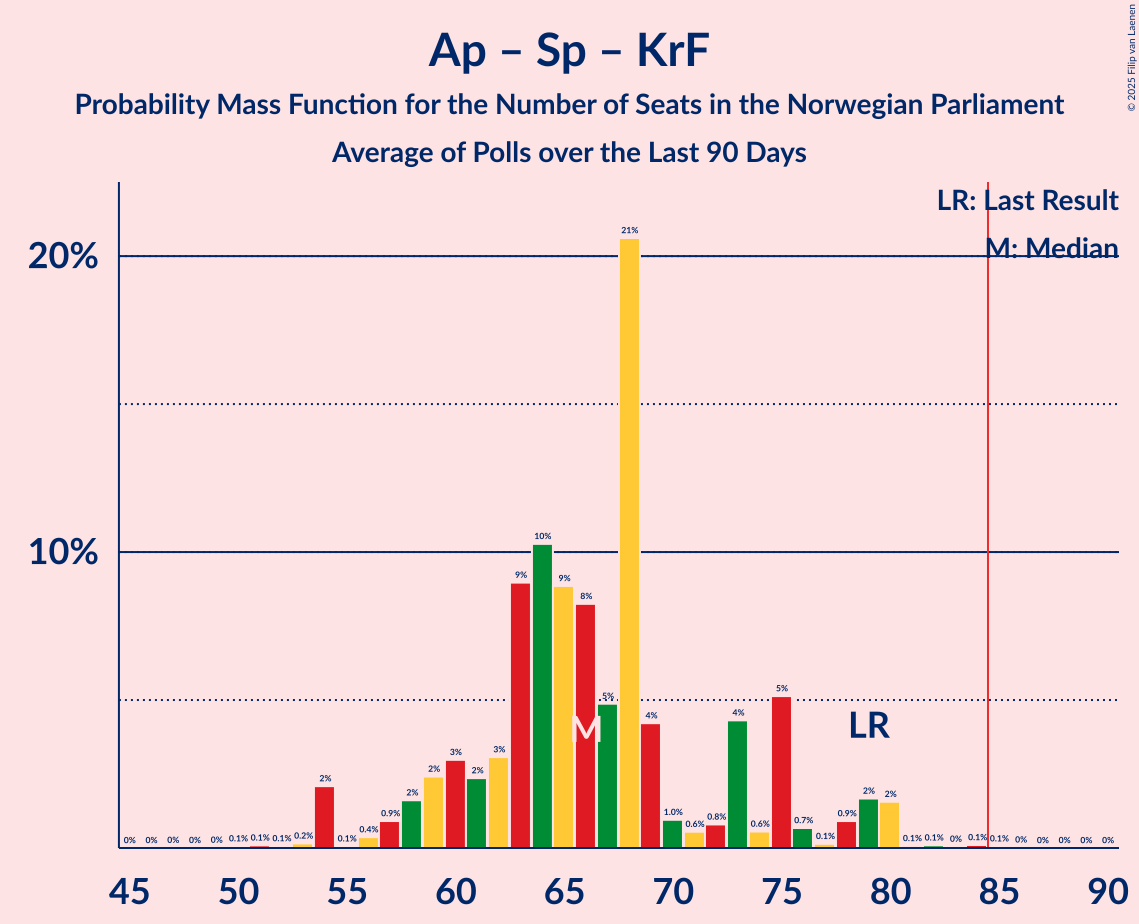 Ap – Sp – KrF
Probability Mass Function for the Number of Seats in the Norwegian Parliament
Average of Polls over the Last 90 Days
© 2025 Filip van Laenen
LR: Last Result
M: Median
20%
10%
0% 0% 0% 0% 0% 0.1% 0.1% 0.1% 0.2% 2% 0.1% 0.4% 0.9% 2% 2% 3% 2% 3% 9% 10% 9% 8% 5% 21% 4% 1.0% 0.6% 0.8% 4% 0.6% 5% 0.7% 0.1% 0.9% 2% 2% 0.1% 0.1% 0% 0.1% 0.1% 0% 0% 0% 0% 0%
M
LR
45 50 55 60 65 70 75 80 85 90